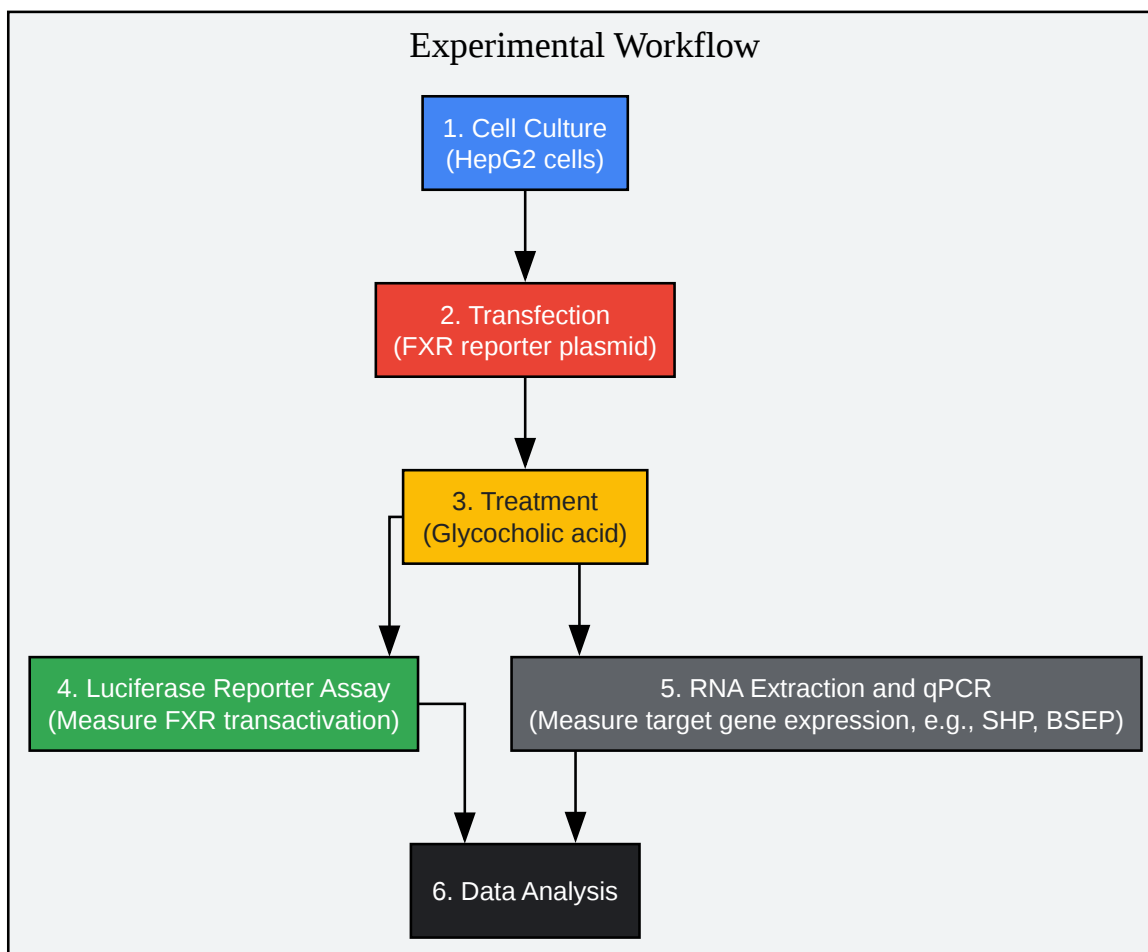 Experimental Workflow
1. Cell Culture
(HepG2 cells)
2. Transfection
(FXR reporter plasmid)
3. Treatment
(Glycocholic acid)
4. Luciferase Reporter Assay
(Measure FXR transactivation)
5. RNA Extraction and qPCR
(Measure target gene expression, e.g., SHP, BSEP)
6. Data Analysis